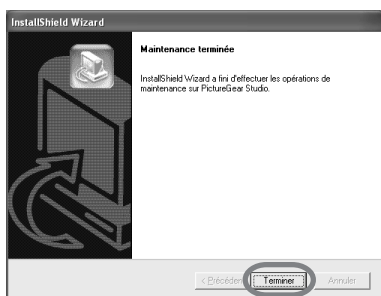 InstallShield Wizard
Maintenance terminée
InstallShield Wizard a fini d'effectuer les opérations de
maintenance sur PictureGear Studio.
< Précédent
Terminer
Annuler